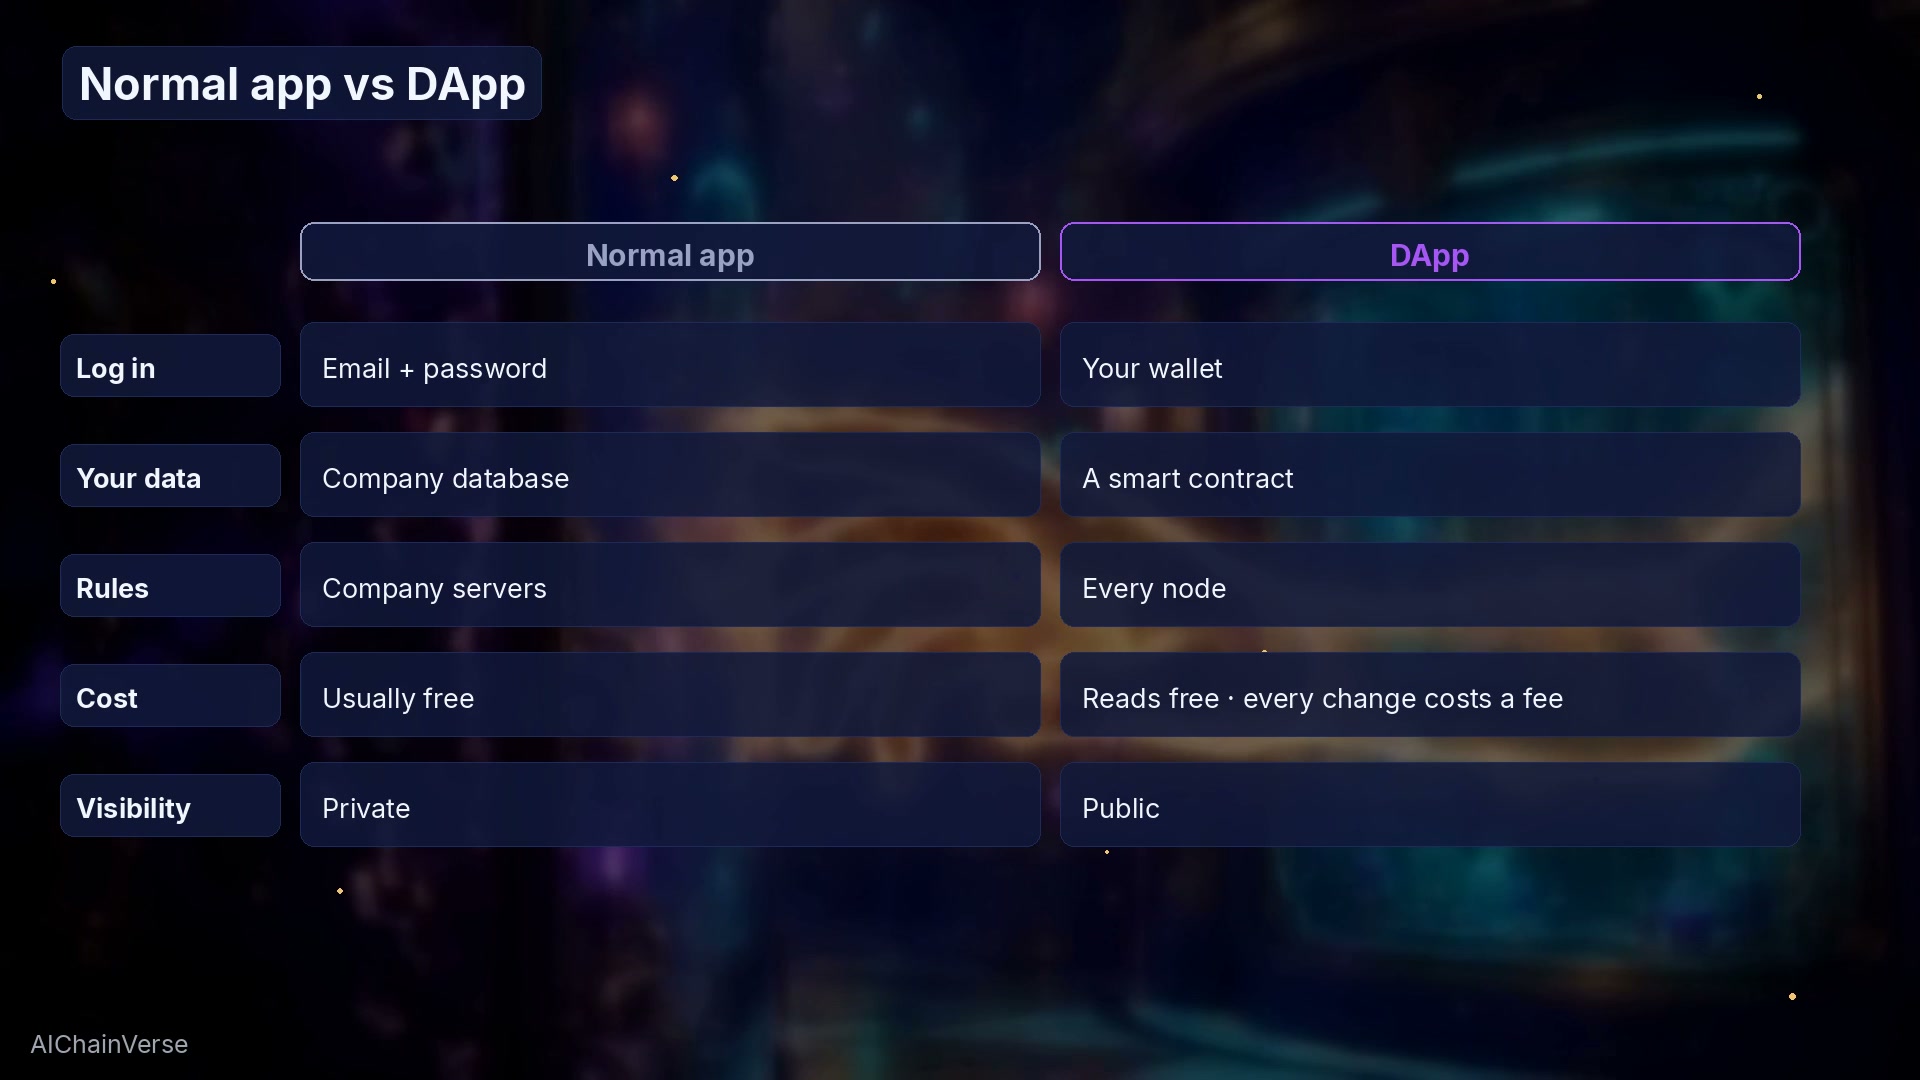 Normal app vs DApp
Normal app DApp
Log in Email + password Your wallet
Your data Company database A smart contract
Rules Company servers Every node
Cost Usually free Reads free · every change costs a fee
Visibility Private Public
AIChainVerse